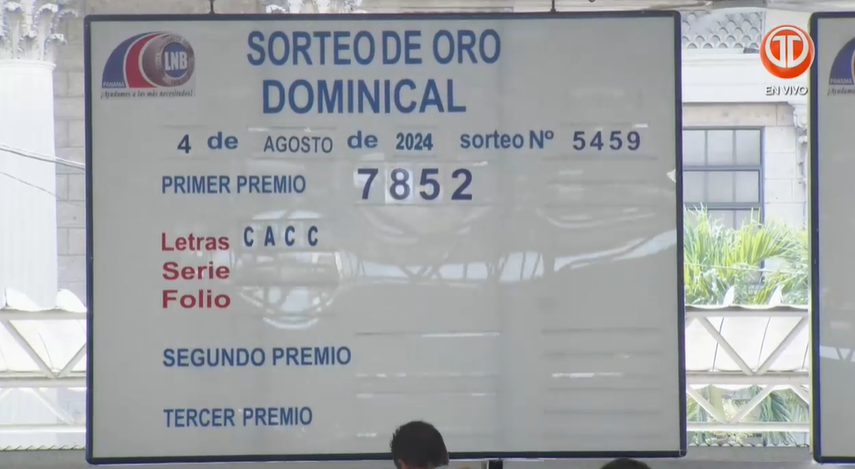 LNB
PANAMÁ
¡Ayudamos a los más necesitados!
SORTEO DE ORO
DOMINICAL
4 de AGOSTO de 2024 sorteo Nº 5459
PRIMER PREMIO 7852
Letras CACC
Serie
Folio
SEGUNDO PREMIO
TERCER PREMIO
EN VIVO